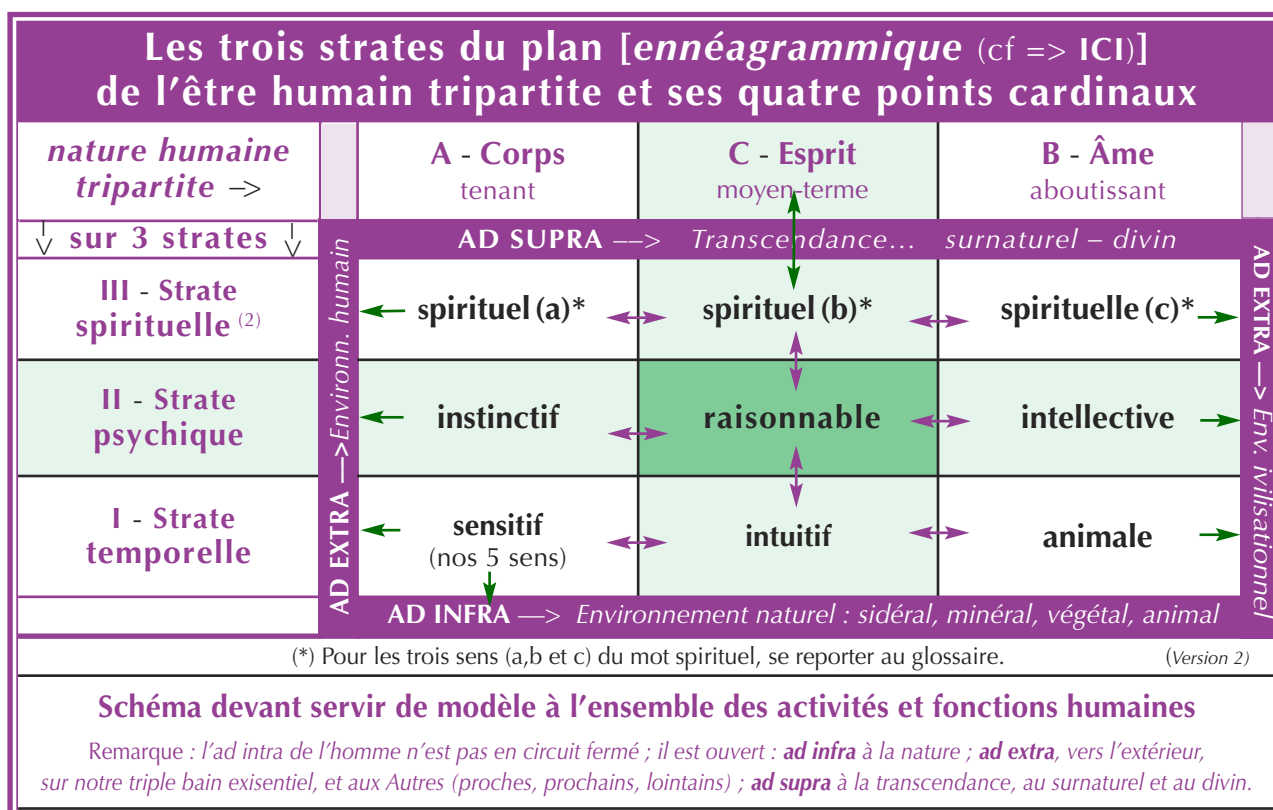 Les trois strates du plan [ennéagrammique (cf => ICI)]
de l'être humain tripartite et ses quatre points cardinaux
nature humaine
tripartite –>
A - Corps
tenant
C - Esprit
moyen-terme
B - Âme
aboutissant
sur 3 strates
AD SUPRA ––> Transcendance… surnaturel – divin
III - Strate
spirituelle (2)
spirituel (a)*
spirituel (b)*
spirituelle (c)*
II - Strate
psychique
instinctif
raisonnable
intellective
I - Strate
temporelle
sensitif
(nos 5 sens)
intuitif
animale
AD EXTRA ––>Environn. humain
AD EXTRA ––> Env. ivilisationnel
AD INFRA ––> Environnement naturel : sidéral, minéral, végétal, animal
(*) Pour les trois sens (a,b et c) du mot spirituel, se reporter au glossaire. (Version 2)
Schéma devant servir de modèle à l'ensemble des activités et fonctions humaines
Remarque : l'ad intra de l'homme n'est pas en circuit fermé ; il est ouvert : ad infra à la nature ; ad extra, vers l'extérieur,
sur notre triple bain exisentiel, et aux Autres (proches, prochains, lointains) ; ad supra à la transcendance, au surnaturel et au divin.